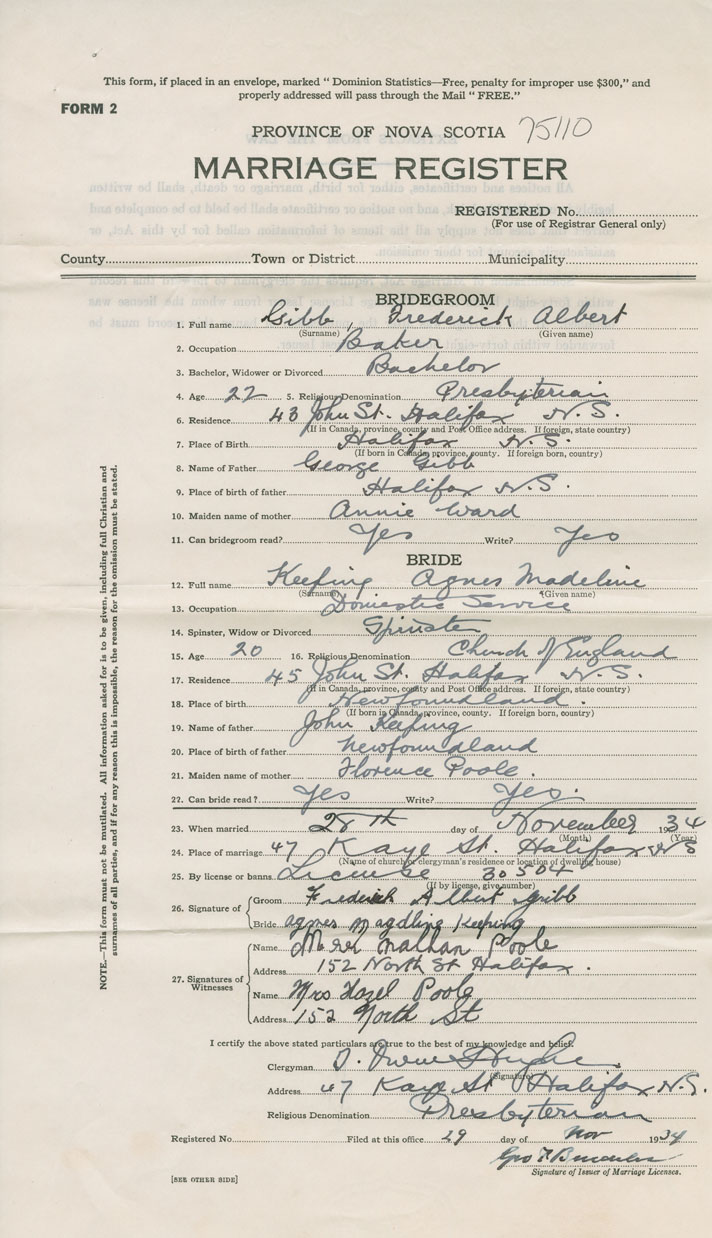 This form, if placed in an envelope, marked " Dominion Statistics—Free, penalty for improper use $300," and
properly addressed will pass through the Mail " FREE."
FORM 2
PROVINCE OF NOVA SCOTIA 75110
MARRIAGE REGISTER
REGISTERED No.
(For use of Registrar General only)
County Town or District Municipality
BRIDEGROOM
1. Full name Gibb, Frederick Albert
(Surname) (Given name)
2. Occupation Baker
3. Bachelor, Widower or Divorced Bachelor
4. Age 22 5. Religious Denomination Presbyterian
6. Residence 43 John St. Halifax N.S.
(If in Canada, province, county and Post Office address. If foreign, state country)
7. Place of Birth Halifax N.S.
(If born in Canada, province, county. If foreign born, country)
8. Name of Father George Gibb
9. Place of birth of father Halifax N.S.
10. Maiden name of mother Annie Ward
11. Can bridegroom read? Yes Write? Yes
BRIDE
12. Full name Keeping Agnes Madeline
(Surname) (Given name)
13. Occupation Domestic Service
14. Spinster, Widow or Divorced Spinster
15. Age 20 16. Religious Denomination Church of England
17. Residence 45 John St. Halifax N.S.
(If in Canada, province, county and Post Office address. If foreign, state country)
18. Place of birth Newfoundland.
(If born in Canada, province, county. If foreign born, country)
19. Name of father John Keeping
20. Place of birth of father Newfoundland
21. Maiden name of mother Florence Poole.
22. Can bride read? Yes Write? Yes.
23. When married 28th day of November 1934
(Month) (Year)
24. Place of marriage 47 Kaye St. Halifax N S
(Name of church or clergyman's residence or location of dwelling house)
25. By license or banns License 30504
(If by license, give number)
26. Signature of
Groom Frederick Albert Gibb
Bride agnes Magdline Keeping
27. Signatures of Witnesses
Name Nathan Poole
Address 152 North St Halifax.
Name Mrs Hazel Poole
Address 152 North St
I certify the above stated particulars are true to the best of my knowledge and belief.
Clergyman D.
(Signature)
Address 47 Kaye St Halifax N.S.
Religious Denomination Presbyterian
Registered No. Filed at this office 29 day of Nov 1934
Geo
Signature of Issuer of Marriage Licenses.
[SEE OTHER SIDE]
NOTE.—This form must not be mutilated. All information asked for is to be given, including full Christian and
surnames of all parties, and if for any reason this is impossible, the reason for the omission must be stated.